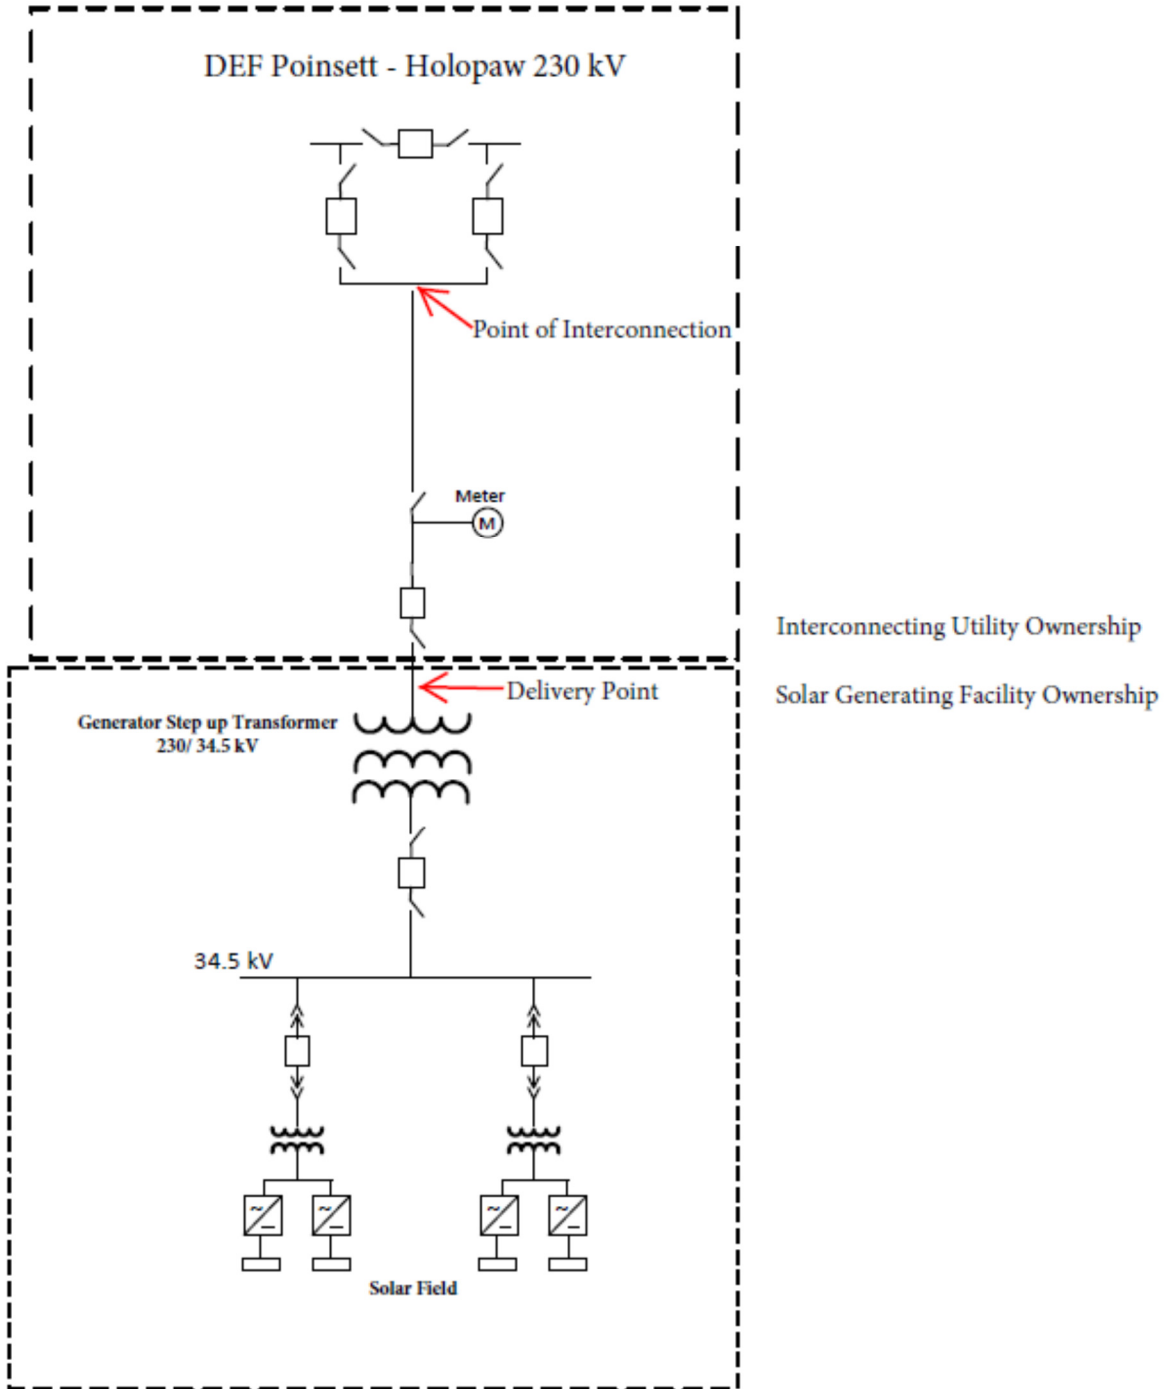 DEF Poinsett - Holopaw 230 kV
Point of Interconnection
Meter
M
Interconnecting Utility Ownership
Delivery Point
Solar Generating Facility Ownership
Generator Step up Transformer
230/ 34.5 kV
34.5 kV
Solar Field